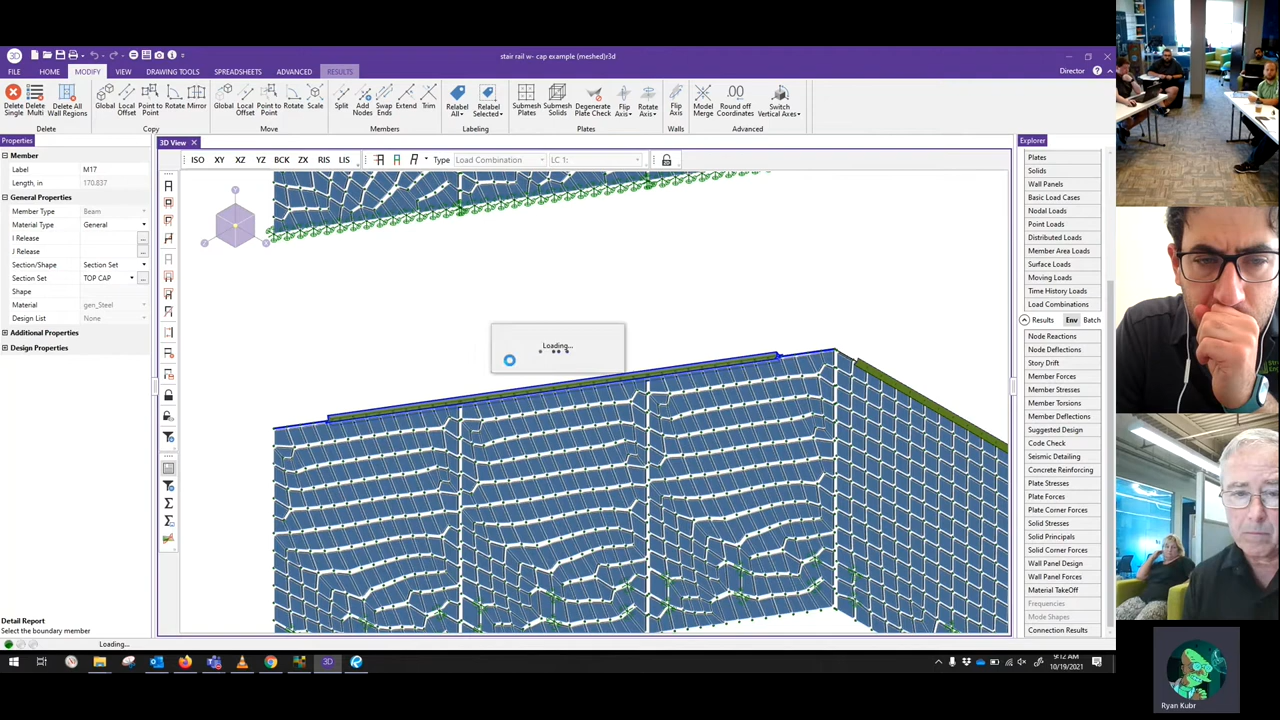 3D
stair rail w- cap example (meshed)r3d
FILE HOME MODIFY VIEW DRAWING TOOLS SPREADSHEETS ADVANCED RESULTS Director
Delete Single Delete Multi Delete All Wall Regions Global Local Offset Point to Point Rotate Mirror Global Local Offset Point to Point Rotate Scale Split Add Nodes Swap Ends Extend Trim Relabel All Relabel Selected Submesh Plates Submesh Solids Degenerate Plate Check Flip Axis Rotate Axis Flip Axis Model Merge Round off Coordinates Switch Vertical Axes
Delete Copy Move Members Labeling Plates Walls Advanced
Properties
Member
Label M17
Length, in 170.837
General Properties
Member Type Beam
Material Type General
I Release
J Release
Section/Shape Section Set
Section Set TOP CAP
Shape
Material gen_Steel
Design List None
Additional Properties
Design Properties
Detail Report
Select the boundary member
Loading...
3D View
ISO XY XZ YZ BCK ZX RIS LIS Type Load Combination LC 1:
Loading...
Explorer
Plates
Solids
Wall Panels
Basic Load Cases
Nodal Loads
Point Loads
Distributed Loads
Member Area Loads
Surface Loads
Moving Loads
Time History Loads
Load Combinations
Results Env Batch
Node Reactions
Node Deflections
Story Drift
Member Forces
Member Stresses
Member Torsions
Member Deflections
Suggested Design
Code Check
Seismic Detailing
Concrete Reinforcing
Plate Stresses
Plate Forces
Plate Corner Forces
Solid Stresses
Solid Principals
Solid Corner Forces
Wall Panel Design
Wall Panel Forces
Material TakeOff
Frequencies
Mode Shapes
Connection Results
3D
9:12 AM
10/19/2021
Ryan Kubr